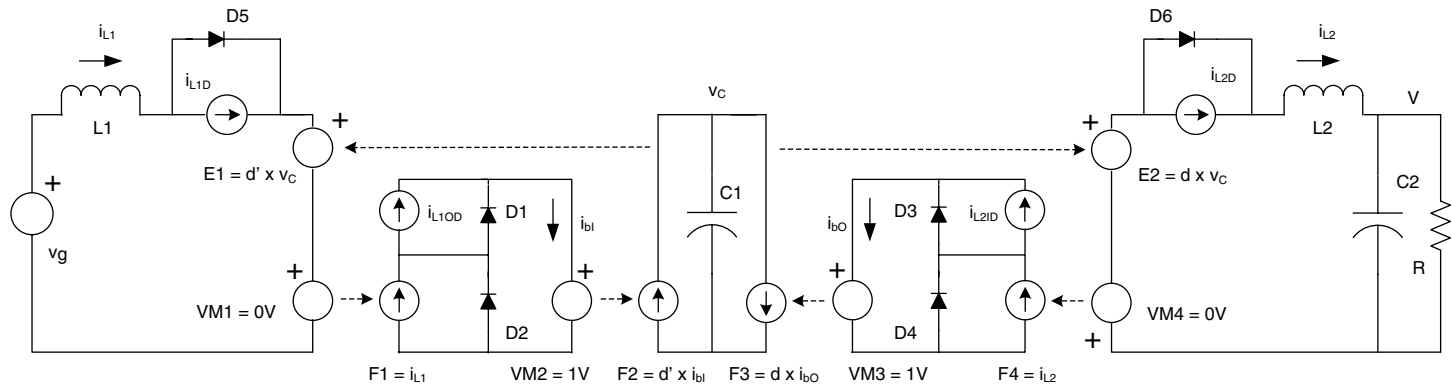 D5
D6
iL1
iL2
iL1D
iL2D
vC
V
L1
L2
+
+
+
E1 = d' x vC
E2 = d x vC
C1
C2
D1
D3
iL1OD
iL2ID
ibI
ibO
+
vg
R
+
+
+
+
VM1 = 0V
VM4 = 0V
D2
D4
+
F1 = iL1
VM2 = 1V
F2 = d' x ibI
F3 = d x ibO
VM3 = 1V
F4 = iL2